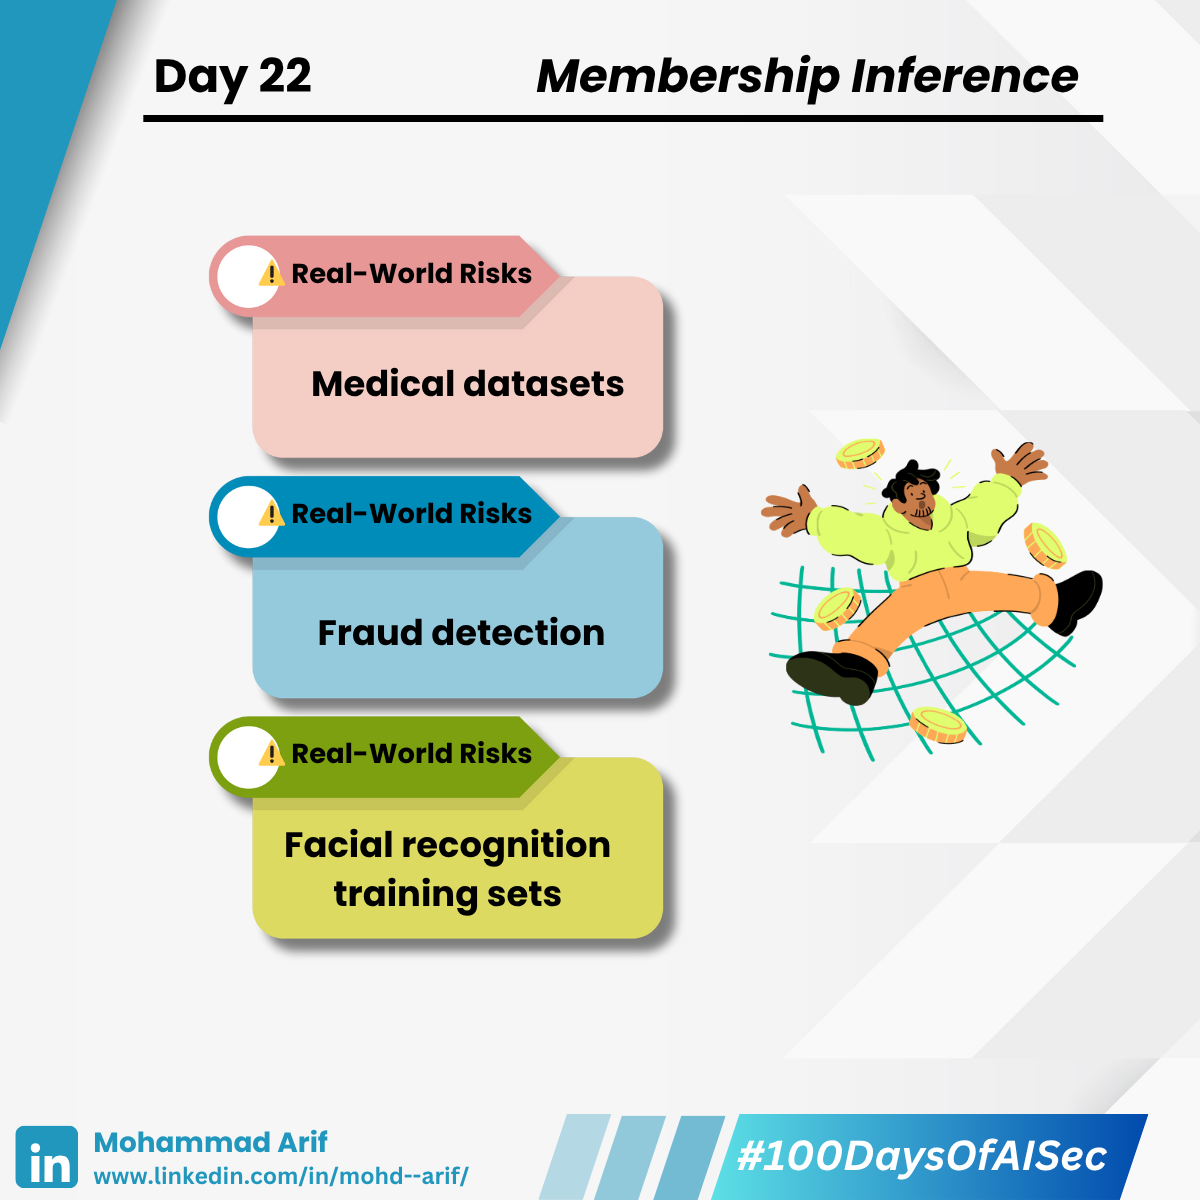 Day 22
Membership Inference
⚠ Real-World Risks
Medical datasets
⚠ Real-World Risks
Fraud detection
⚠ Real-World Risks
Facial recognition
training sets
in
Mohammad Arif
www.linkedin.com/in/mohd--arif/
#100DaysOfAISec